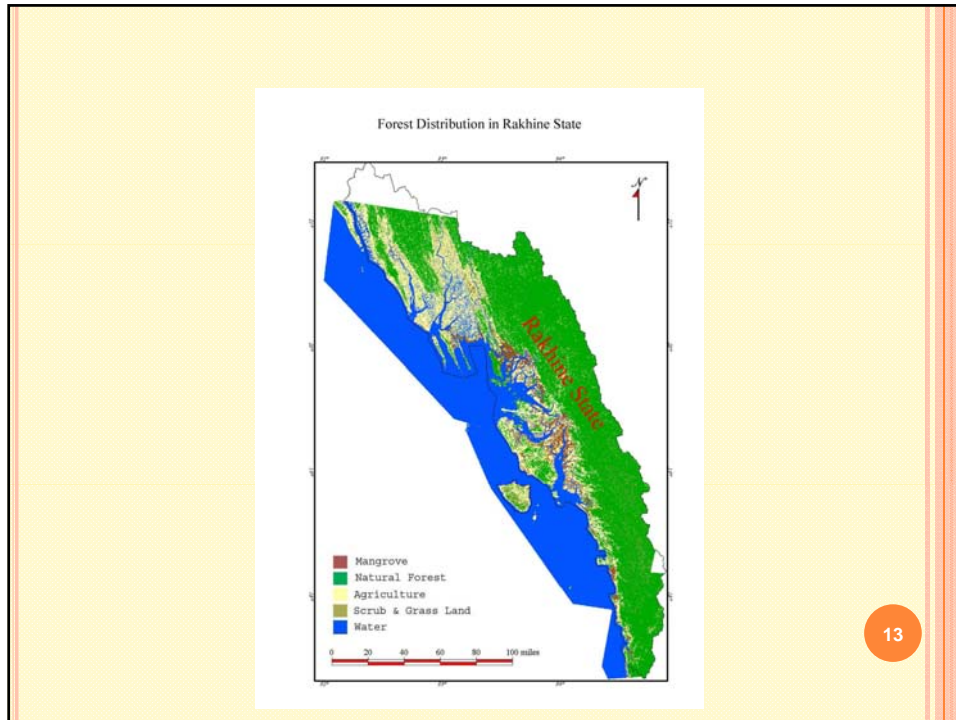 Forest Distribution in Rakhine State
N
Rakhine State
Mangrove
Natural Forest
Agriculture
Scrub & Grass Land
Water
0 20 40 60 80 100 miles
13